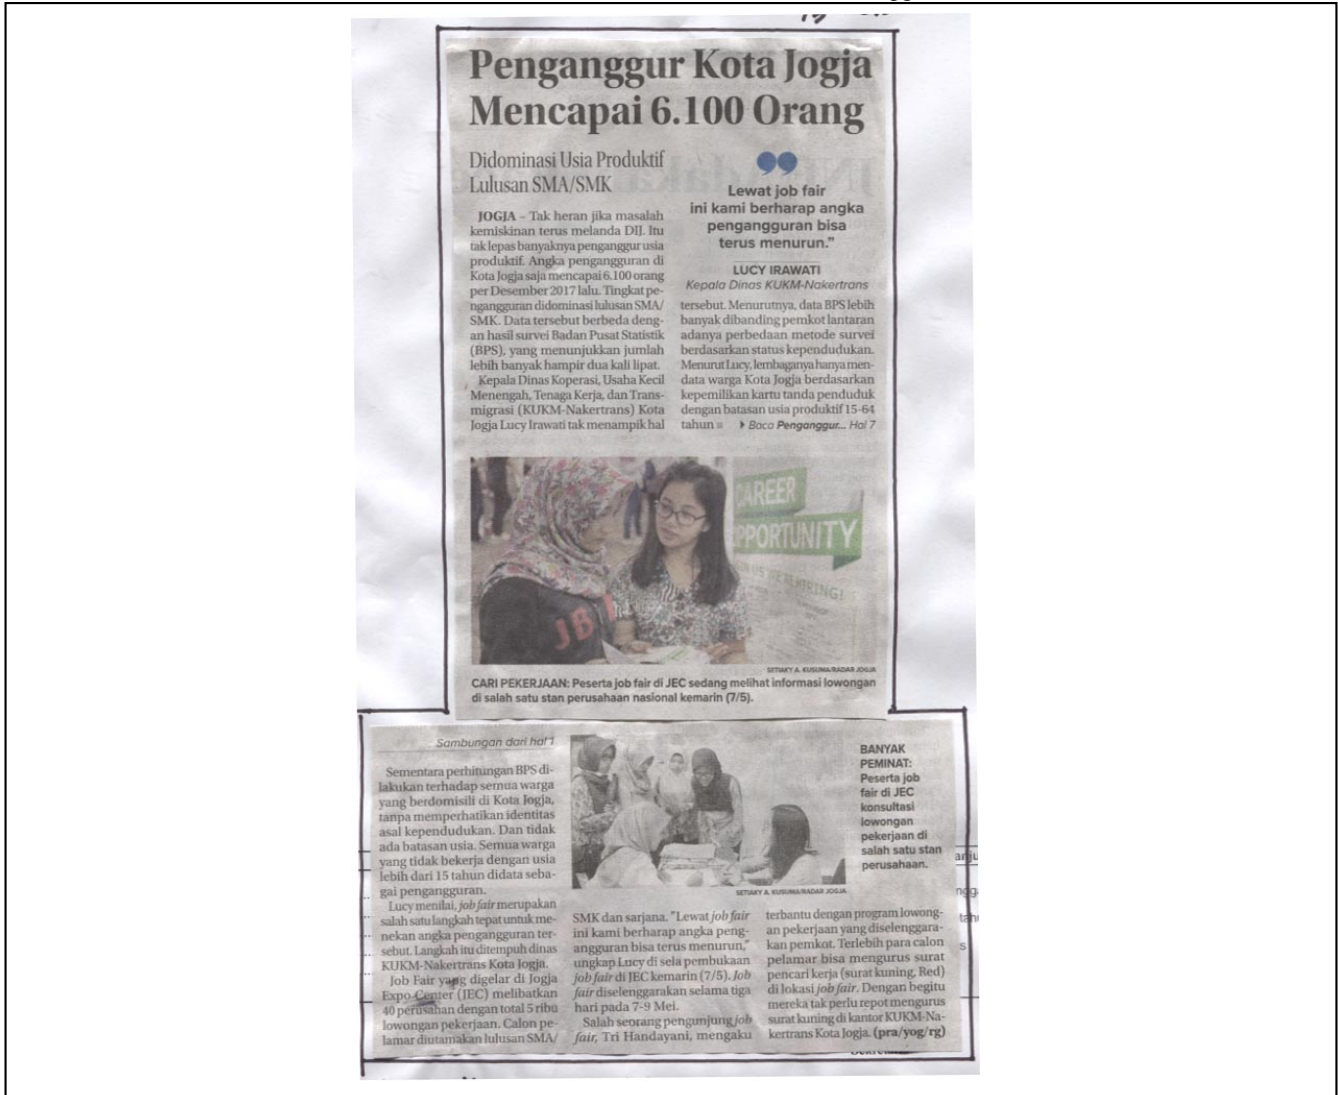 Penganggur Kota Jogja
Mencapai 6.100 Orang
Didominasi Usia Produktif
Lulusan SMA/SMK
JOGJA – Tak heran jika masalah
kemiskinan terus melanda DIJ. Itu
tak lepas banyaknya penganggur usia
produktif. Angka pengangguran di
Kota Jogja saja mencapai 6.100 orang
per Desember 2017 lalu. Tingkat pe-
ngangguran didominasi lulusan SMA/
SMK. Data tersebut berbeda deng-
an hasil survei Badan Pusat Statistik
(BPS), yang menunjukkan jumlah
lebih banyak hampir dua kali lipat.
Kepala Dinas Koperasi, Usaha Kecil
Menengah, Tenaga Kerja, dan Trans-
migrasi (KUKM-Nakertrans) Kota
Jogja Lucy Irawati tak menampik hal
Lewat job fair
ini kami berharap angka
pengangguran bisa
terus menurun.”
LUCY IRAWATI
Kepala Dinas KUKM-Nakertrans
tersebut. Menurutnya, data BPS lebih
banyak dibanding pemkot lantaran
adanya perbedaan metode survei
berdasarkan status kependudukan.
Menurut Lucy, lembaganya hanya men-
data warga Kota Jogja berdasarkan
kepemilikan kartu tanda penduduk
dengan batasan usia produktif 15-64
tahun
Baca Penganggur... Hal 7
CAREER
OPPORTUNITY
JBI
SETIAKY A. KUSUMA/RADAR JOGJA
CARI PEKERJAAN: Peserta job fair di JEC sedang melihat informasi lowongan
di salah satu stan perusahaan nasional kemarin (7/5).
Sambungan dari hal 1
Sementara perhitungan BPS di-
lakukan terhadap semua warga
yang berdomisili di Kota Jogja,
tanpa memperhatikan identitas
asal kependudukan. Dan tidak
ada batasan usia. Semua warga
yang tidak bekerja dengan usia
lebih dari 15 tahun didata seba-
gai pengangguran.
Lucy menilai, job fair merupakan
salah satu langkah tepat untuk me-
nekan angka pengangguran ter-
sebut. Langkah itu ditempuh dinas
KUKM-Nakertrans Kota Jogja.
Job Fair yang digelar di Jogja
Expo Center (JEC) melibatkan
40 perusahan dengan total 5 ribu
lowongan pekerjaan. Calon pe-
lamar diutamakan lulusan SMA/
BANYAK
PEMINAT:
Peserta job
fair di JEC
konsultasi
lowongan
pekerjaan di
salah satu stan
perusahaan.
SETIAKY A. KUSUMA/RADAR JOGJA
SMK dan sarjana. "Lewat job fair
ini kami berharap angka peng-
angguran bisa terus menurun,"
ungkap Lucy di sela pembukaan
job fair di JEC kemarin (7/5). Job
fair diselenggarakan selama tiga
hari pada 7-9 Mei.
Salah seorang pengunjung job
fair, Tri Handayani, mengaku
terbantu dengan program lowong-
an pekerjaan yang diselenggara-
kan pemkot. Terlebih para calon
pelamar bisa mengurus surat
pencari kerja (surat kuning, Red)
di lokasi job fair. Dengan begitu
mereka tak perlu repot mengurus
surat kuning di kantor KUKM-Na-
kertrans Kota Jogja. (pra/yog/rg)